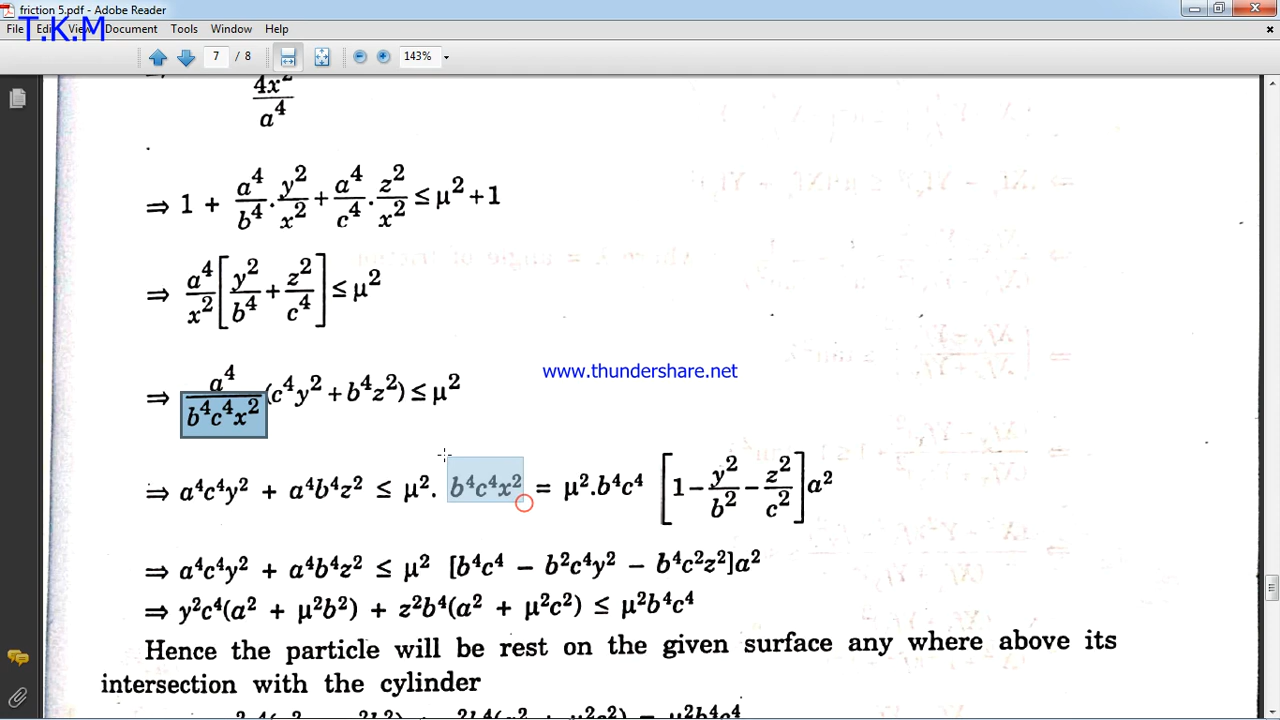 friction 5.pdf - Adobe Reader
T.K.M
File Edit View Document Tools Window Help
7 / 8 143%
4x²
a⁴
⇒ 1 + a⁴/b⁴ . y²/x² + a⁴/c⁴ . z²/x² ≤ μ² + 1
⇒ a⁴/x² [y²/b⁴ + z²/c⁴] ≤ μ²
www.thundershare.net
⇒ a⁴/(b⁴c⁴x²) (c⁴y² + b⁴z²) ≤ μ²
⇒ a⁴c⁴y² + a⁴b⁴z² ≤ μ². b⁴c⁴x² = μ².b⁴c⁴ [1 − y²/b² − z²/c²] a²
⇒ a⁴c⁴y² + a⁴b⁴z² ≤ μ² [b⁴c⁴ − b²c⁴y² − b⁴c²z²]a²
⇒ y²c⁴(a² + μ²b²) + z²b⁴(a² + μ²c²) ≤ μ²b⁴c⁴
Hence the particle will be rest on the given surface any where above its
intersection with the cylinder